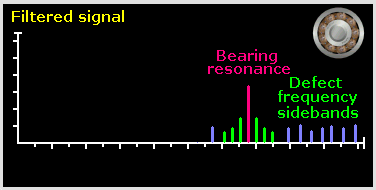 Filtered signal
Bearing
resonance
Defect
frequency
sidebands